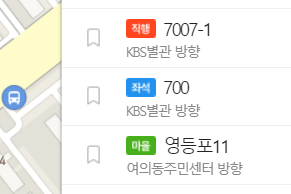 직행 7007-1
KBS별관 방향
좌석 700
KBS별관 방향
마을 영등포11
여의동주민센터 방향
4